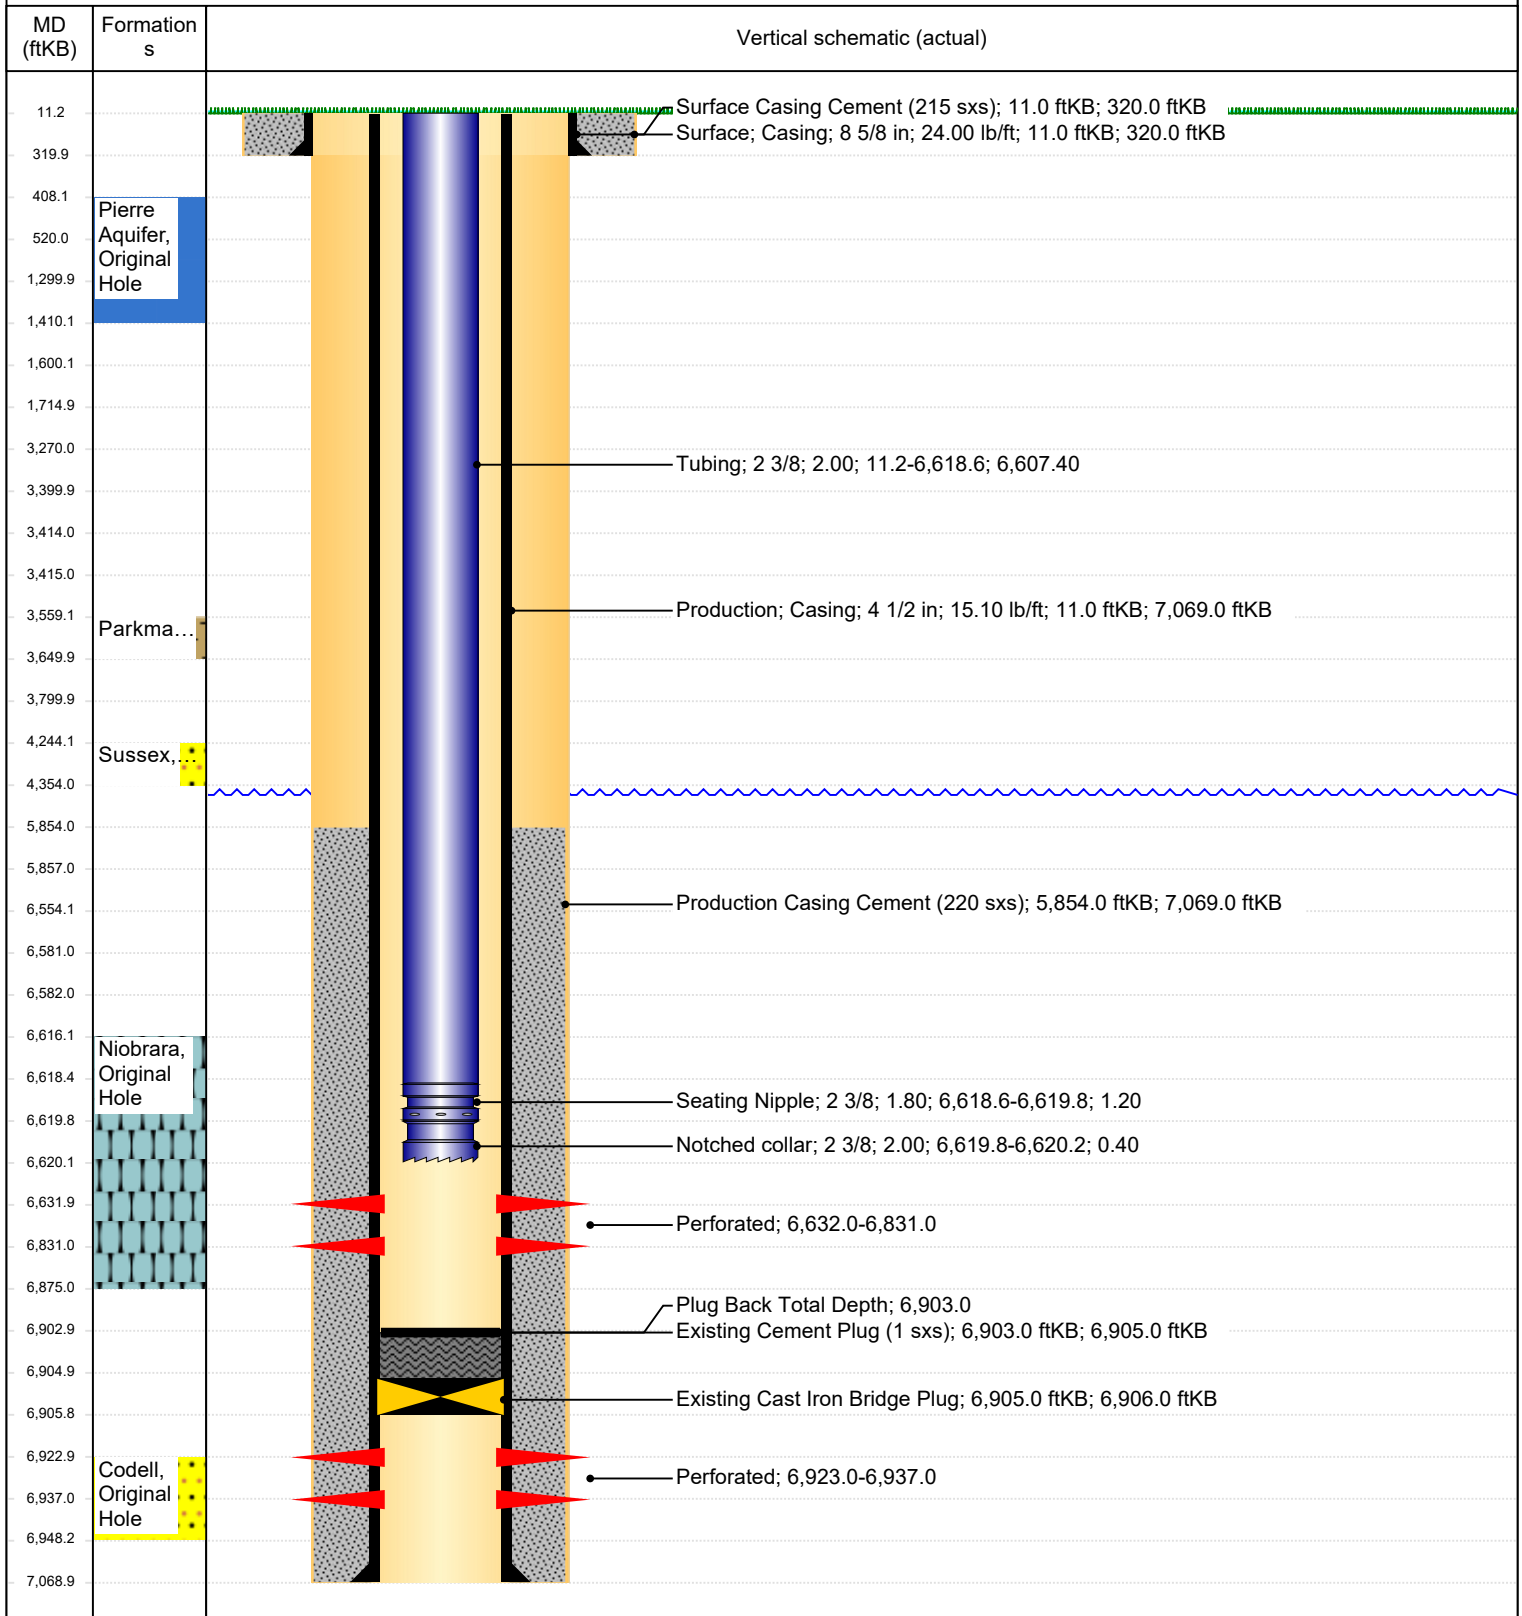 MD
(ftKB)
Formation
s
Vertical schematic (actual)
11.2
319.9
408.1
520.0
1,299.9
1,410.1
1,600.1
1,714.9
3,270.0
3,399.9
3,414.0
3,415.0
3,559.1
3,649.9
3,799.9
4,244.1
4,354.0
5,854.0
5,857.0
6,554.1
6,581.0
6,582.0
6,616.1
6,618.4
6,619.8
6,620.1
6,631.9
6,831.0
6,875.0
6,902.9
6,904.9
6,905.8
6,922.9
6,937.0
6,948.2
7,068.9
Pierre
Aquifer,
Original
Hole
Parkma…
Sussex,…
Niobrara,
Original
Hole
Codell,
Original
Hole
Surface Casing Cement (215 sxs); 11.0 ftKB; 320.0 ftKB
Surface; Casing; 8 5/8 in; 24.00 lb/ft; 11.0 ftKB; 320.0 ftKB
Tubing; 2 3/8; 2.00; 11.2-6,618.6; 6,607.40
Production; Casing; 4 1/2 in; 15.10 lb/ft; 11.0 ftKB; 7,069.0 ftKB
Production Casing Cement (220 sxs); 5,854.0 ftKB; 7,069.0 ftKB
Seating Nipple; 2 3/8; 1.80; 6,618.6-6,619.8; 1.20
Notched collar; 2 3/8; 2.00; 6,619.8-6,620.2; 0.40
Perforated; 6,632.0-6,831.0
Plug Back Total Depth; 6,903.0
Existing Cement Plug (1 sxs); 6,903.0 ftKB; 6,905.0 ftKB
Existing Cast Iron Bridge Plug; 6,905.0 ftKB; 6,906.0 ftKB
Perforated; 6,923.0-6,937.0